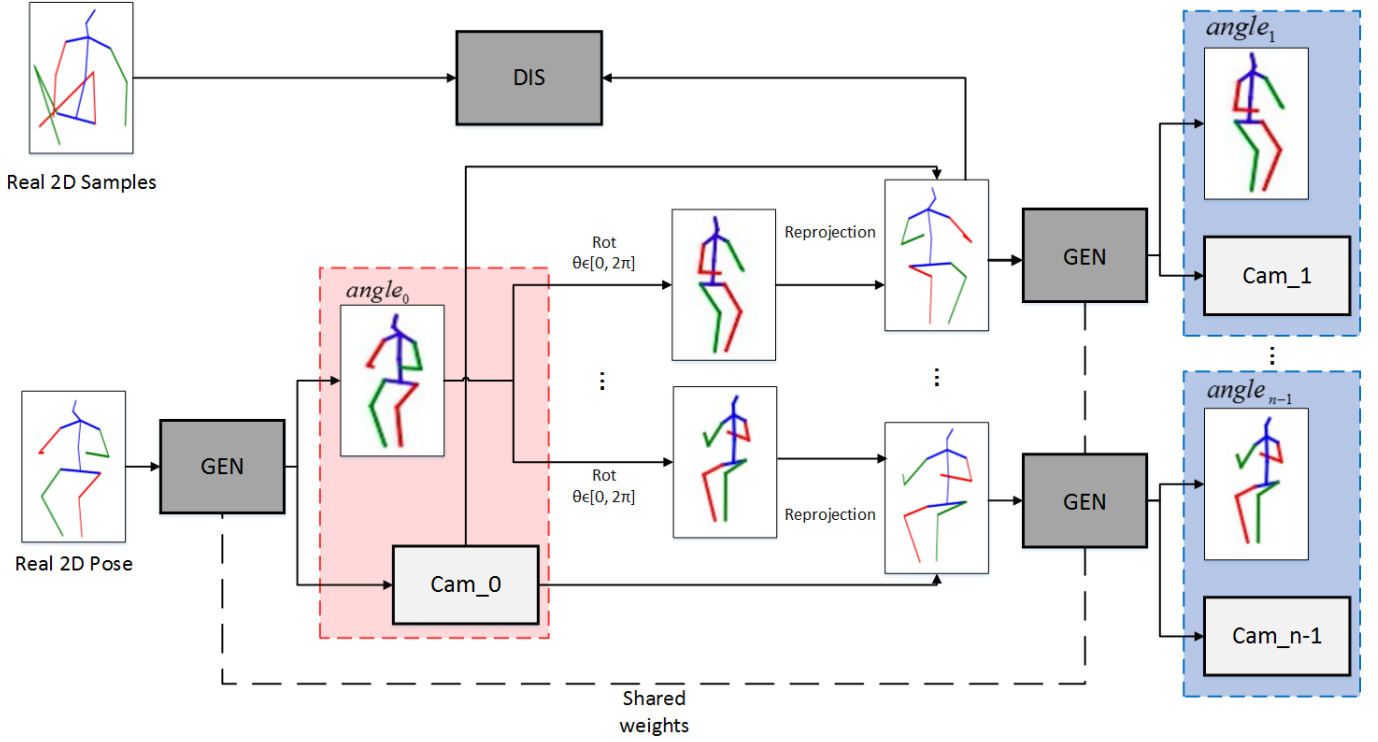 DIS
angle₁
Real 2D Samples
Rot
θϵ[0, 2π]
Reprojection
GEN
Cam_1
angle₀
⋮
⋮
⋮
angleₙ₋₁
GEN
Rot
θϵ[0, 2π]
Reprojection
GEN
Real 2D Pose
Cam_0
Cam_n-1
Shared
weights